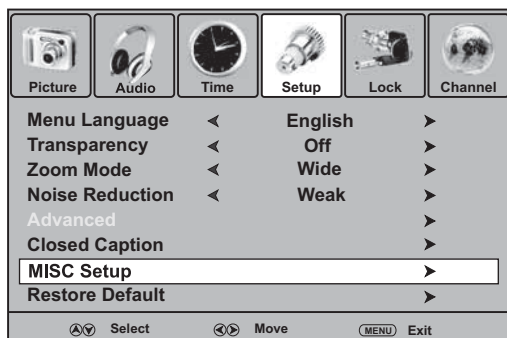 Picture Audio Time Setup Lock Channel
Menu Language English
Transparency Off
Zoom Mode Wide
Noise Reduction Weak
Advanced
Closed Caption
MISC Setup
Restore Default
Select Move MENU Exit